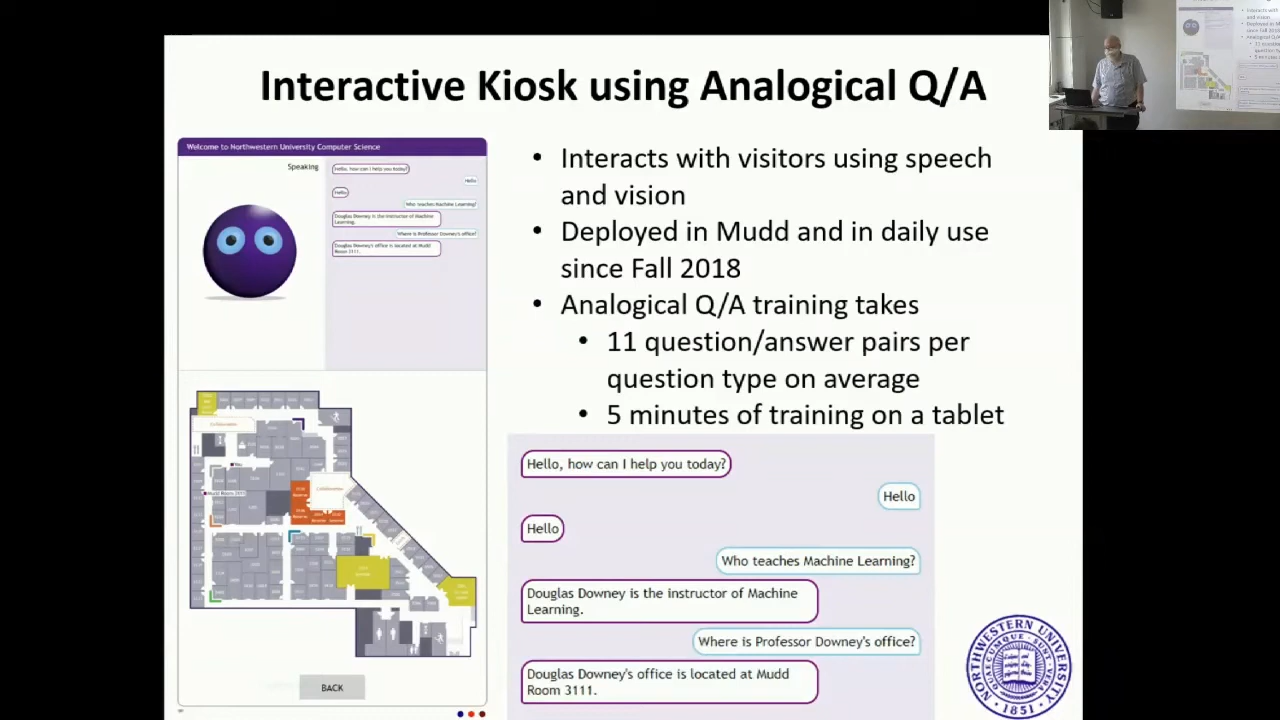 Interactive Kiosk using Analogical Q/A
Welcome to Northwestern University Computer Science
Speaking
Hello, how can I help you today?
Hello
Hello
Who teaches Machine Learning?
Douglas Downey is the instructor of Machine
Learning.
Where is Professor Downey's office?
Douglas Downey's office is located at Mudd
Room 3111.
BACK
• Interacts with visitors using speech
and vision
• Deployed in Mudd and in daily use
since Fall 2018
• Analogical Q/A training takes
• 11 question/answer pairs per
question type on average
• 5 minutes of training on a tablet
Hello, how can I help you today?
Hello
Hello
Who teaches Machine Learning?
Douglas Downey is the instructor of Machine
Learning.
Where is Professor Downey's office?
Douglas Downey's office is located at Mudd
Room 3111.
NORTHWESTERN UNIVERSITY
1851